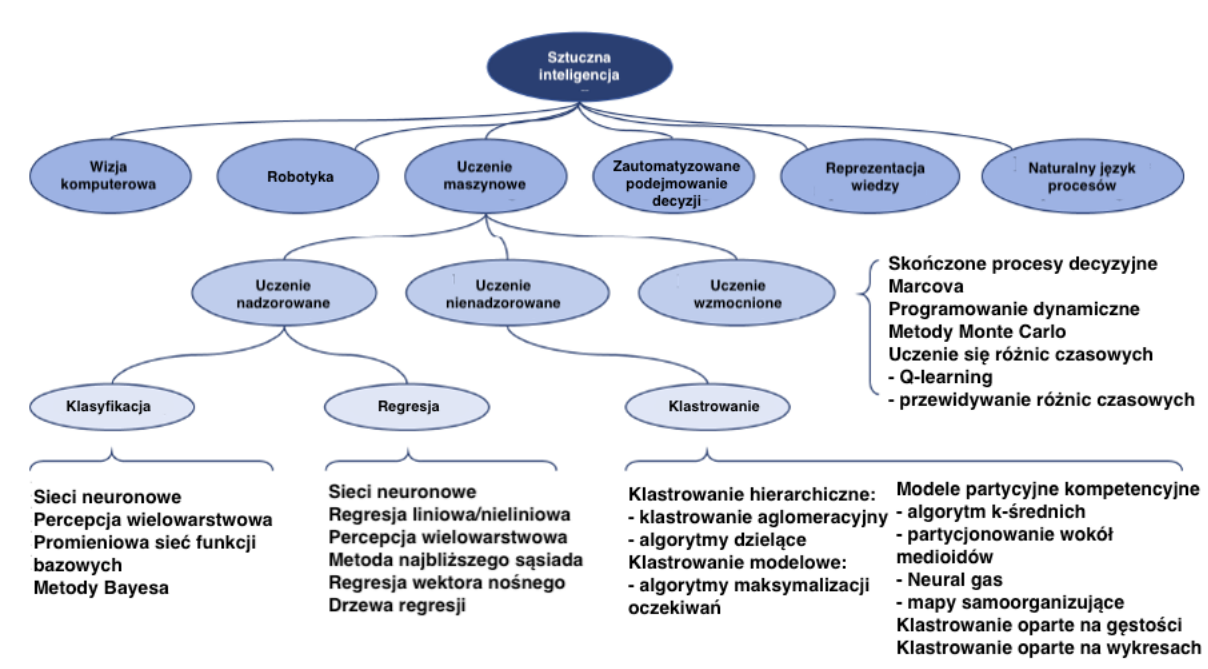 Sztuczna
inteligencja
Wizja
komputerowa
Robotyka
Uczenie
maszynowe
Zautomatyzowane
podejmowanie
decyzji
Reprezentacja
wiedzy
Naturalny język
procesów
Uczenie
nadzorowane
Uczenie
nienadzorowane
Uczenie
wzmocnione
Skończone procesy decyzyjne
Marcova
Programowanie dynamiczne
Metody Monte Carlo
Uczenie się różnic czasowych
- Q-learning
- przewidywanie różnic czasowych
Klasyfikacja
Regresja
Klastrowanie
Sieci neuronowe
Percepcja wielowarstwowa
Promieniowa sieć funkcji
bazowych
Metody Bayesa
Sieci neuronowe
Regresja liniowa/nieliniowa
Percepcja wielowarstwowa
Metoda najbliższego sąsiada
Regresja wektora nośnego
Drzewa regresji
Klastrowanie hierarchiczne:
- klastrowanie aglomeracyjny
- algorytmy dzielące
Klastrowanie modelowe:
- algorytmy maksymalizacji
oczekiwań
Modele partycyjne kompetencyjne
- algorytm k-średnich
- partycjonowanie wokół
medioidów
- Neural gas
- mapy samoorganizujące
Klastrowanie oparte na gęstości
Klastrowanie oparte na wykresach